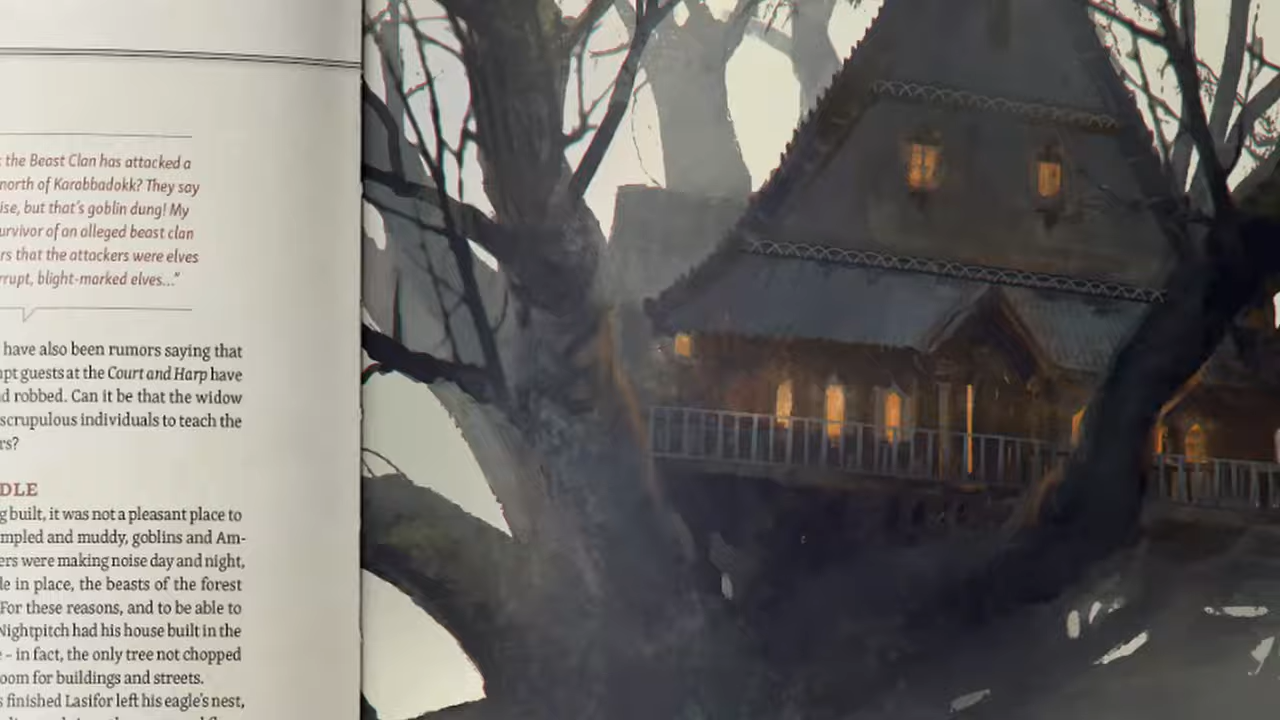 the Beast Clan has attacked a
north of Karabbadokk? They say
ise, but that's goblin dung! My
urvivor of an alleged beast clan
rs that the attackers were elves
rrupt, blight-marked elves..."
have also been rumors saying that
npt guests at the Court and Harp have
d robbed. Can it be that the widow
scrupulous individuals to teach the
rs?
DLE
g built, it was not a pleasant place to
mpled and muddy, goblins and Am-
ers were making noise day and night,
le in place, the beasts of the forest
For these reasons, and to be able to
Nightpitch had his house built in the
e – in fact, the only tree not chopped
oom for buildings and streets.
s finished Lasifor left his eagle's nest,